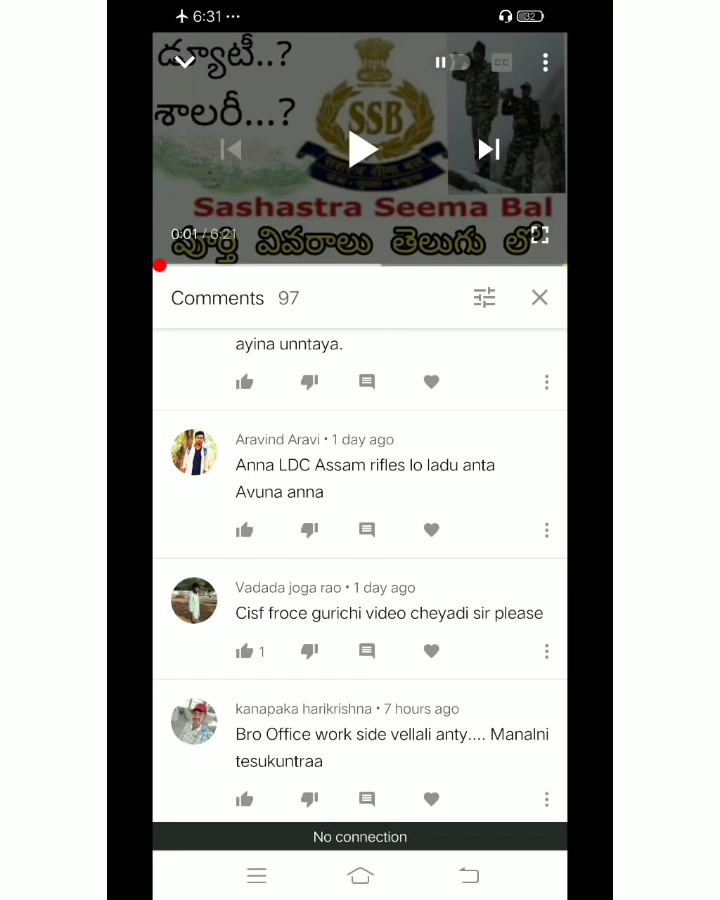 6:31
32
డ్యూటీ..?
CC
శాలరీ...?
SSB
Sashastra Seema Bal
0:01 / 6:21
పూర్తి వివరాలు తెలుగు లో
Comments 97
ayina unntaya.
Aravind Aravi • 1 day ago
Anna LDC Assam rifles lo ladu anta
Avuna anna
Vadada joga rao • 1 day ago
Cisf froce gurichi video cheyadi sir please
1
kanapaka harikrishna • 7 hours ago
Bro Office work side vellali anty.... Manalni
tesukuntraa
No connection